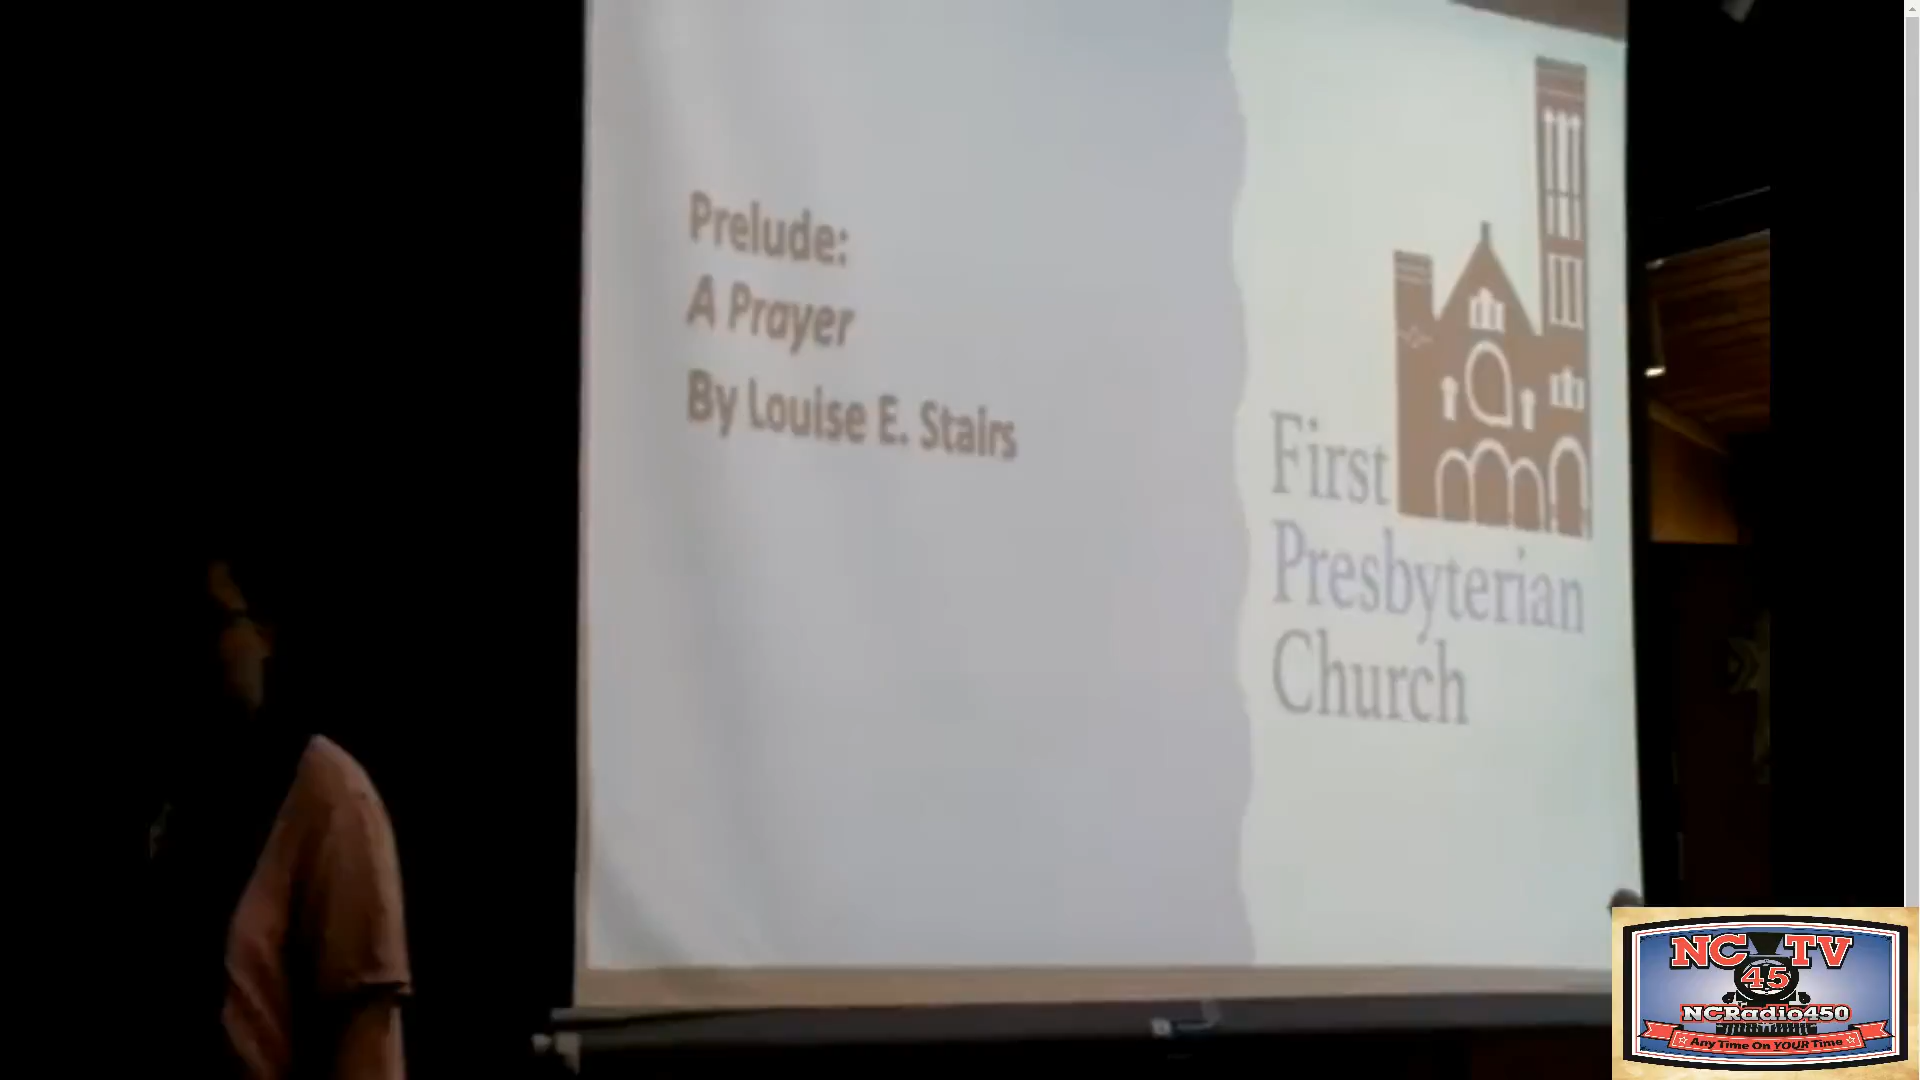 Prelude:
A Prayer
By Louise E. Stairs
First
Presbyterian
Church
NC TV
45
NCRadio450
Any Time On YOUR Time